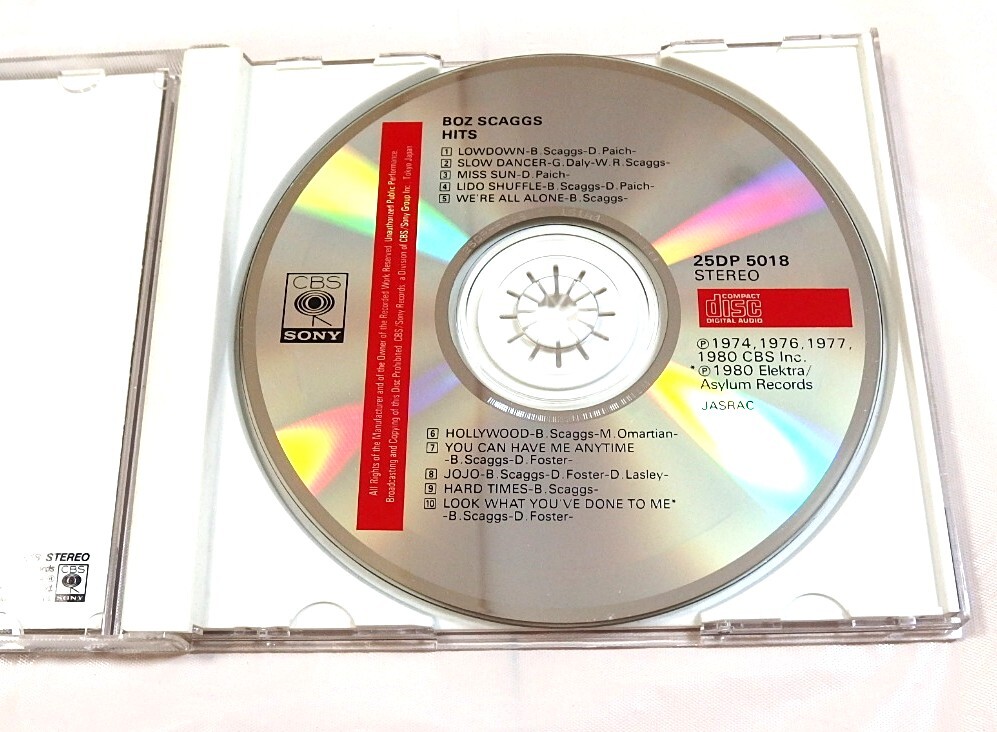 BOZ SCAGGS
HITS
1 LOWDOWN-B.Scaggs-D.Paich-
2 SLOW DANCER-G.Daly-W.R.Scaggs-
3 MISS SUN-D.Paich-
4 LIDO SHUFFLE-B.Scaggs-D.Paich-
5 WE'RE ALL ALONE-B.Scaggs-
All Rights of the Manufacturer and of the Owner of the Recorded Work Reserved. Unauthorized Public Performance,
Broadcasting and Copying of this Disc Prohibited. CBS/Sony Records, a Division of CBS/Sony Group Inc. Tokyo Japan
CBS
SONY
25DP 5018
STEREO
COMPACT
disc
DIGITAL AUDIO
℗1974,1976,1977,
1980 CBS Inc.
*℗1980 Elektra/
Asylum Records
JASRAC
6 HOLLYWOOD-B.Scaggs-M.Omartian-
7 YOU CAN HAVE ME ANYTIME
-B.Scaggs-D.Foster-
8 JOJO-B.Scaggs-D.Foster-D.Lasley-
9 HARD TIMES-B.Scaggs-
10 LOOK WHAT YOU'VE DONE TO ME*
-B.Scaggs-D.Foster-
STEREO
CBS
SONY